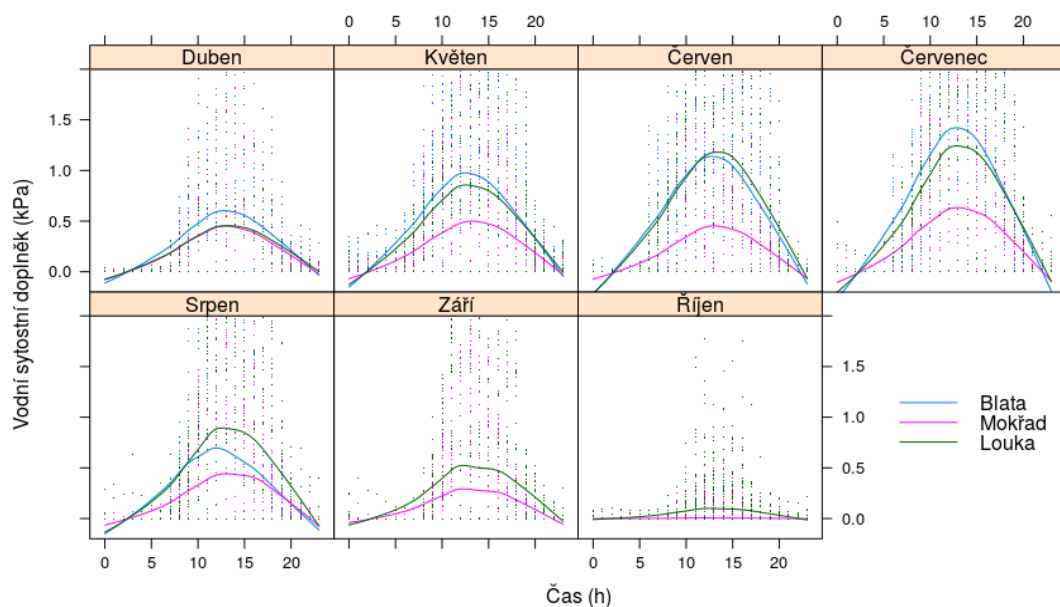 0 5 10 15 20 0 5 10 15 20
Duben Květen Červen Červenec
Vodní sytostní doplněk (kPa)
1.5
1.0
0.5
0.0
Srpen Září Říjen
1.5
1.0
0.5
0.0
Blata
Mokřad
Louka
0 5 10 15 20 0 5 10 15 20
Čas (h)